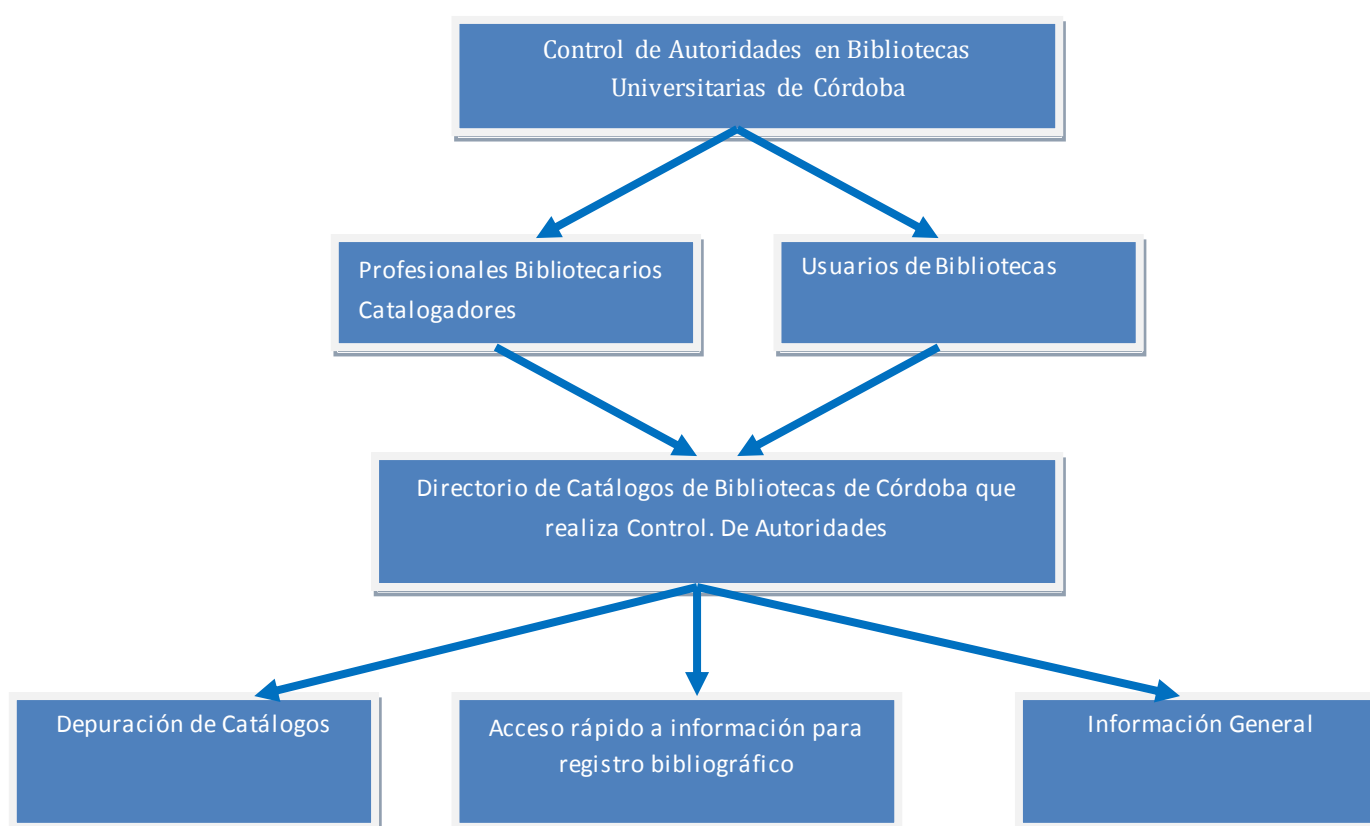 Control de Autoridades en Bibliotecas
Universitarias de Córdoba
Profesionales Bibliotecarios
Catalogadores
Usuarios de Bibliotecas
Directorio de Catálogos de Bibliotecas de Córdoba que
realiza Control. De Autoridades
Depuración de Catálogos
Acceso rápido a información para
registro bibliográfico
Información General